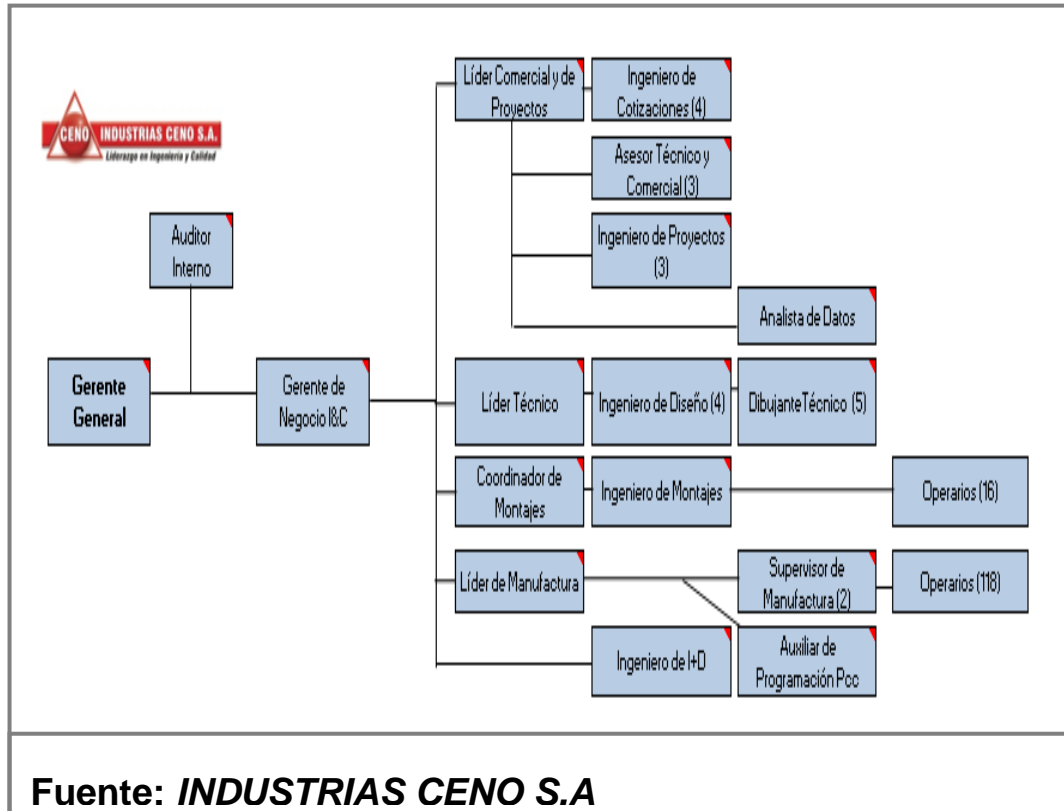 Líder Comercial y de
Proyectos
Ingeniero de
Cotizaciones (4)
CENO INDUSTRIAS CENO S.A.
Liderazgo en Ingeniería y Calidad
Asesor Técnico y
Comercial (3)
Auditor
Interno
Ingeniero de Proyectos
(3)
Analista de Datos
Gerente
General
Gerente de
Negocio I&C
Líder Técnico
Ingeniero de Diseño (4)
Dibujante Técnico (5)
Coordinador de
Montajes
Ingeniero de Montajes
Operarios (16)
Líder de Manufactura
Supervisor de
Manufactura (2)
Operarios (118)
Ingeniero de I+D
Auxiliar de
Programación Pcc
Fuente: INDUSTRIAS CENO S.A